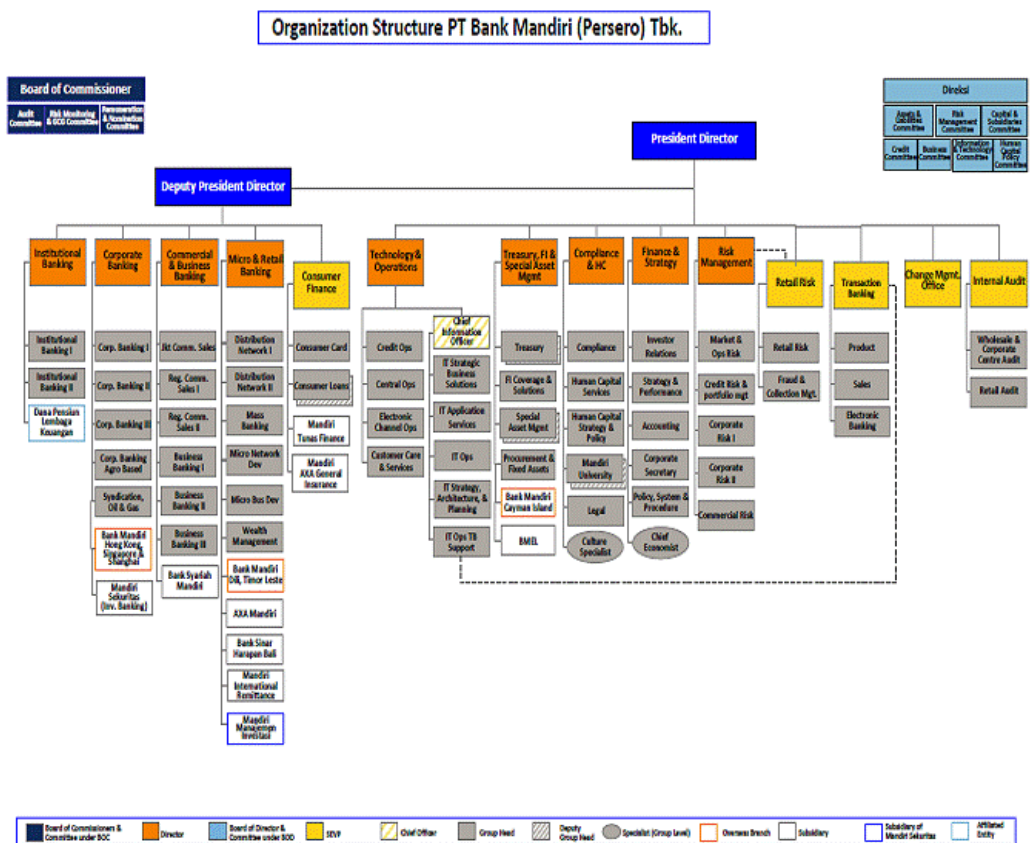 Organization Structure PT Bank Mandiri (Persero) Tbk.
Board of Commissioner
Audit
Committee
Risk Monitoring
& GCG Committee
Remuneration
& Nomination
Committee
Direksi
Assets &
Liabilities
Committee
Risk
Management
Committee
Capital &
Subsidiaries
Committee
Credit
Committee
Business
Committee
Information
& Technology
Committee
Human
Capital
Policy
Committee
President Director
Deputy President Director
Institutional
Banking
Institutional
Banking I
Institutional
Banking II
Dana Pensiun
Lembaga
Keuangan
Corporate
Banking
Corp. Banking I
Corp. Banking II
Corp. Banking III
Corp. Banking
Agro Based
Syndication,
Oil & Gas
Bank Mandiri
Hong Kong,
Singapore &
Shanghai
Mandiri
Sekuritas
(Inv. Banking)
Commercial
& Business
Banking
Jkt Comm. Sales
Reg. Comm.
Sales I
Reg. Comm.
Sales II
Business
Banking I
Business
Banking II
Business
Banking III
Bank Syariah
Mandiri
Micro & Retail
Banking
Distribution
Network I
Distribution
Network II
Mass
Banking
Micro Network
Dev
Micro Bus Dev
Wealth
Management
Bank Mandiri
Dili, Timor Leste
AXA Mandiri
Bank Sinar
Harapan Bali
Mandiri
International
Remittance
Mandiri
Manajemen
Investasi
Consumer
Finance
Consumer Card
Consumer Loans
Mandiri
Tunas Finance
Mandiri
AXA General
Insurance
Technology &
Operations
Credit Ops
Central Ops
Electronic
Channel Ops
Customer Care
& Services
Chief
Information
Officer
IT Strategic
Business
Solutions
IT Application
Services
IT Ops
IT Strategy,
Architecture, &
Planning
IT Ops TB
Support
Treasury, FI &
Special Asset
Mgmt
Treasury
FI Coverage &
Solutions
Special
Asset Mgmt
Procurement &
Fixed Assets
Bank Mandiri
Cayman Island
BMEL
Compliance
& HC
Compliance
Human Capital
Services
Human Capital
Strategy &
Policy
Mandiri
University
Legal
Culture
Specialist
Finance &
Strategy
Investor
Relations
Strategy &
Performance
Accounting
Corporate
Secretary
Policy, System &
Procedure
Chief
Economist
Risk
Management
Market &
Ops Risk
Credit Risk &
portfolio mgt
Corporate
Risk I
Corporate
Risk II
Commercial Risk
Retail Risk
Retail Risk
Fraud &
Collection Mgt.
Transaction
Banking
Product
Sales
Electronic
Banking
Change Mgmt.
Office
Internal Audit
Wholesale &
Corporate
Centre Audit
Retail Audit
Board of Commissioners &
Committee under BOC
Director
Board of Director &
Committee under BOD
SEVP
Chief Officer
Group Head
Deputy
Group Head
Specialist (Group Level)
Overseas Branch
Subsidiary
Subsidiary of
Mandiri Sekuritas
Affiliated
Entity